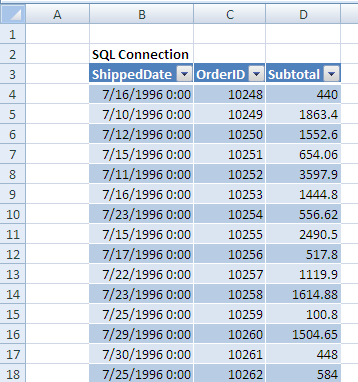 A B C D
1
2 SQL Connection
3 ShippedDate OrderID Subtotal
4 7/16/1996 0:00 10248 440
5 7/10/1996 0:00 10249 1863.4
6 7/12/1996 0:00 10250 1552.6
7 7/15/1996 0:00 10251 654.06
8 7/11/1996 0:00 10252 3597.9
9 7/16/1996 0:00 10253 1444.8
10 7/23/1996 0:00 10254 556.62
11 7/15/1996 0:00 10255 2490.5
12 7/17/1996 0:00 10256 517.8
13 7/22/1996 0:00 10257 1119.9
14 7/23/1996 0:00 10258 1614.88
15 7/25/1996 0:00 10259 100.8
16 7/29/1996 0:00 10260 1504.65
17 7/30/1996 0:00 10261 448
18 7/25/1996 0:00 10262 584